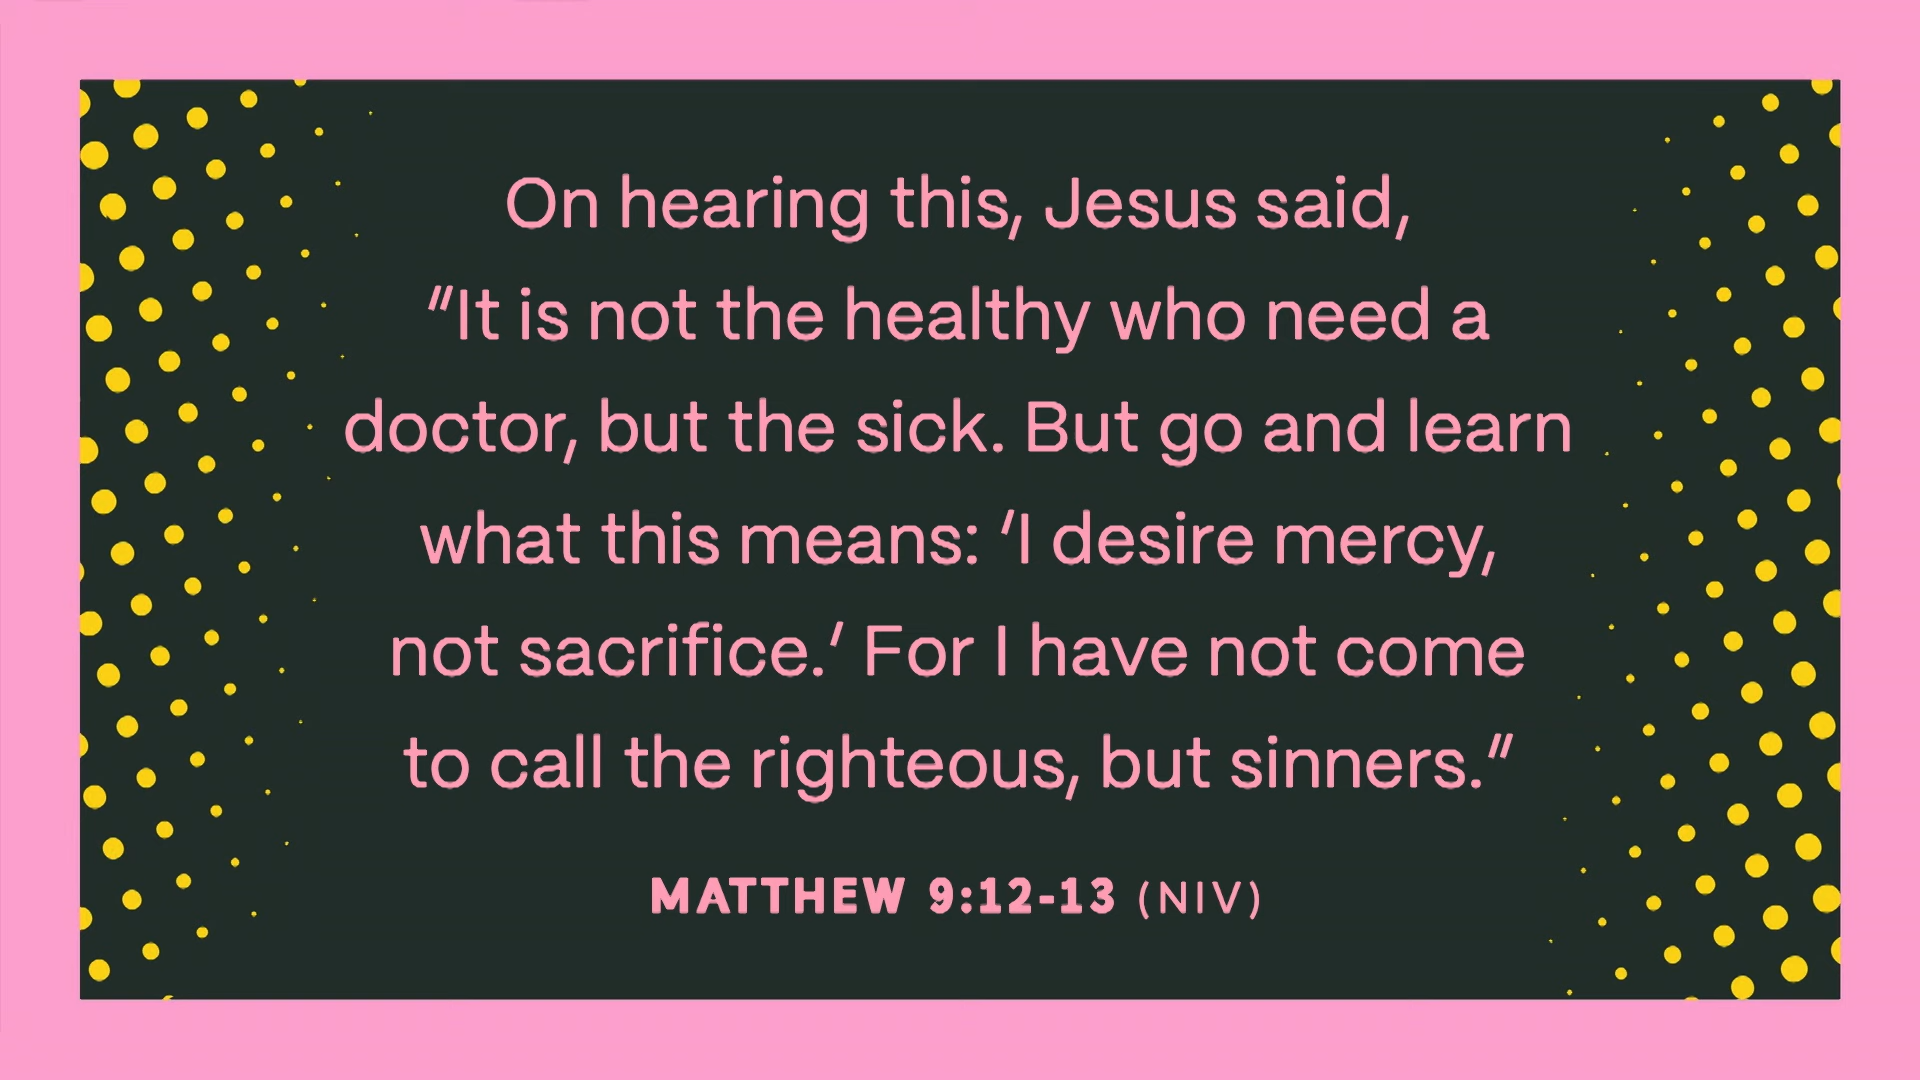 On hearing this, Jesus said,
"It is not the healthy who need a
doctor, but the sick. But go and learn
what this means: ‘I desire mercy,
not sacrifice.’ For I have not come
to call the righteous, but sinners."
MATTHEW 9:12-13 (NIV)